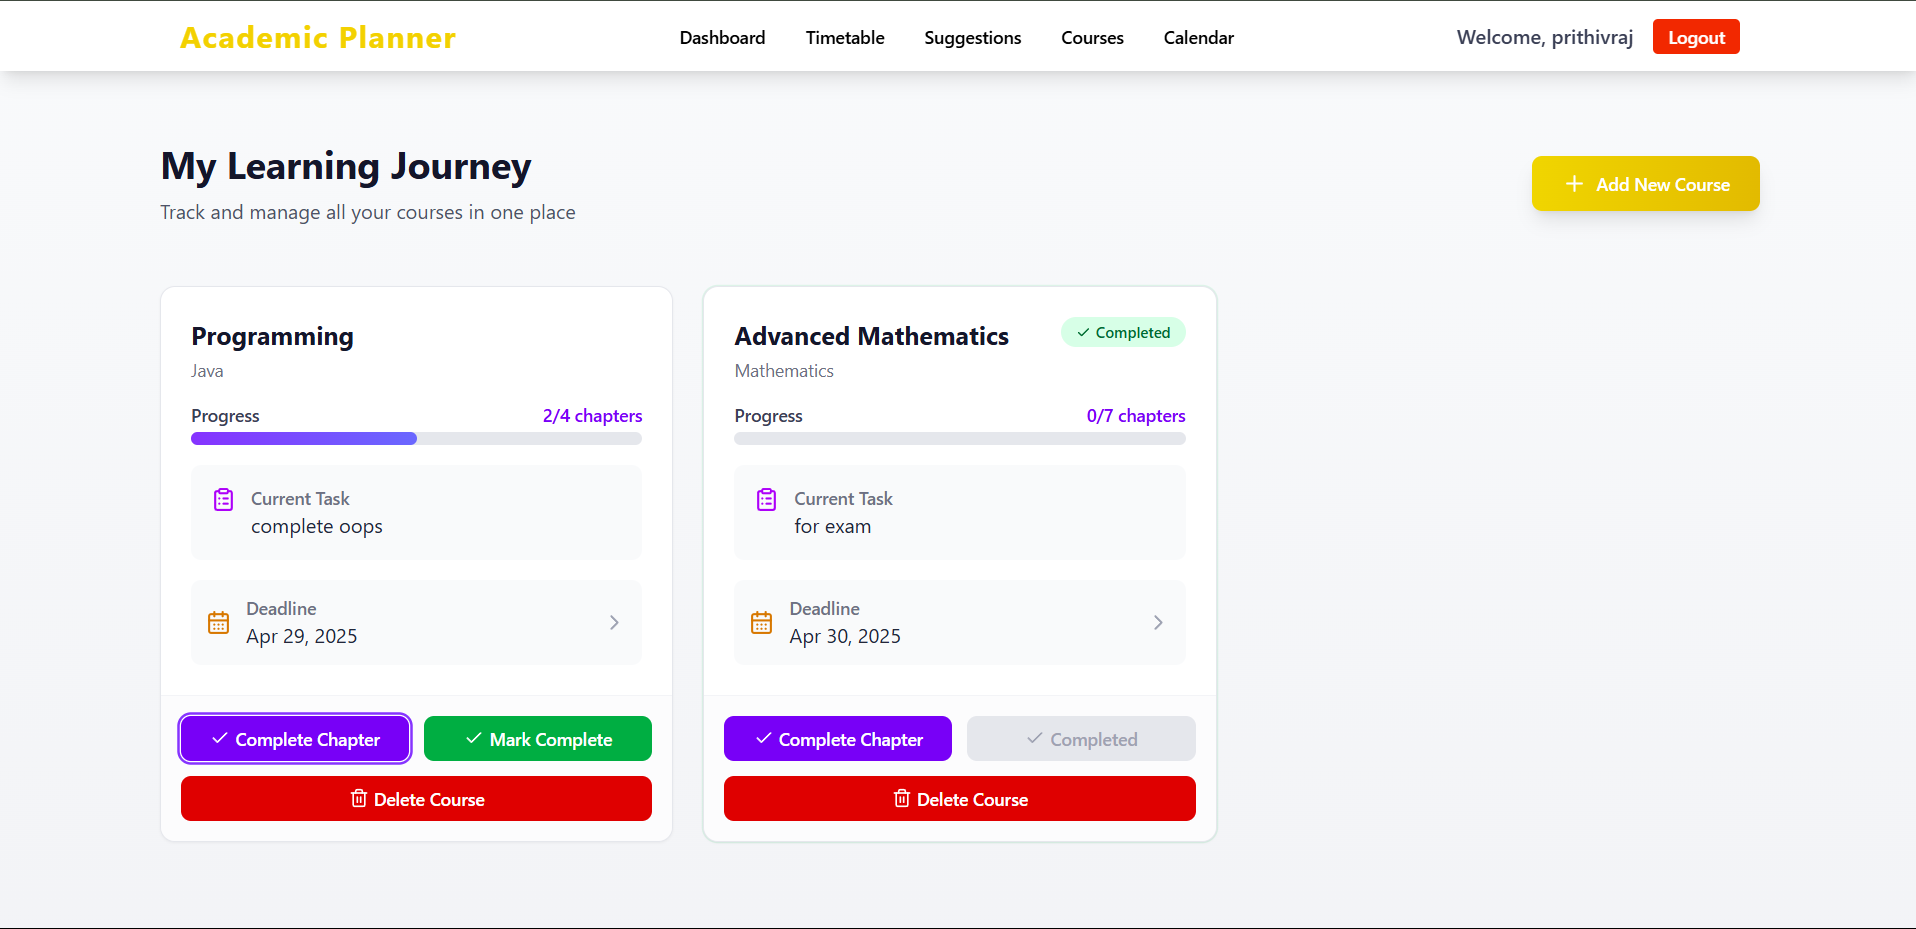 Academic Planner
Dashboard Timetable Suggestions Courses Calendar
Welcome, prithivraj Logout
My Learning Journey
Track and manage all your courses in one place
Add New Course
Programming
Java
Progress 2/4 chapters
Current Task
complete oops
Deadline
Apr 29, 2025
Complete Chapter Mark Complete
Delete Course
Advanced Mathematics Completed
Mathematics
Progress 0/7 chapters
Current Task
for exam
Deadline
Apr 30, 2025
Complete Chapter Completed
Delete Course